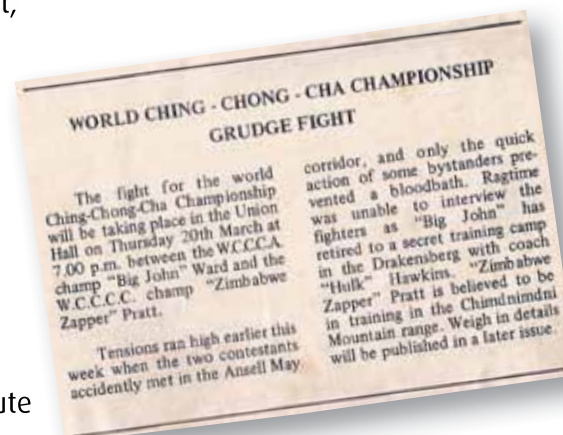 t,
WORLD CHING - CHONG - CHA CHAMPIONSHIP
GRUDGE FIGHT
The fight for the world
Ching-Chong-Cha Championship
will be taking place in the Union
Hall on Thursday 20th March at
7.00 p.m. between the W.C.C.C.A.
champ "Big John" Ward and the
W.C.C.C.C. champ "Zimbabwe
Zapper" Pratt.
Tensions ran high earlier this
week when the two contestants
accidently met in the Ansell May
corridor, and only the quick
action of some bystanders pre-
vented a bloodbath. Ragtime
was unable to interview the
fighters as "Big John" has
retired to a secret training camp
in the Drakensberg with coach
"Hulk" Hawkins. "Zimbabwe
Zapper" Pratt is believed to be
in training in the Chimdnimdni
Mountain range. Weigh in details
will be published in a later issue.
ute